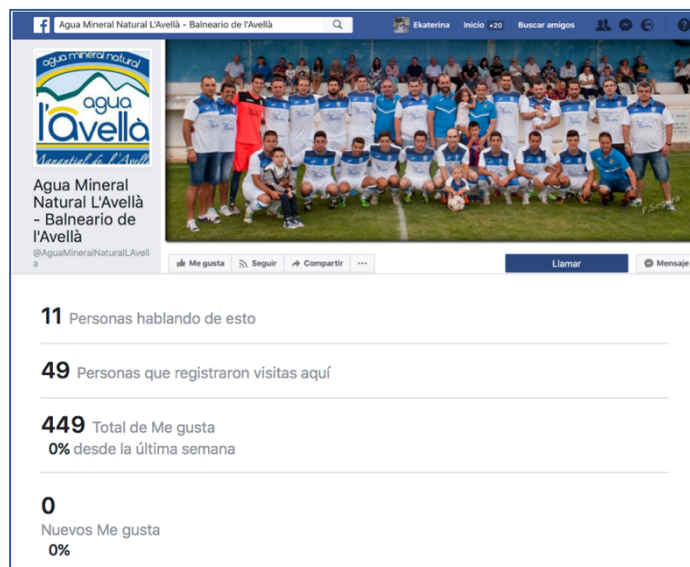 Agua Mineral Natural L'Avellà - Balneario de l'Avellà
Ekaterina Inicio +20 Buscar amigos
agua mineral natural
agua
l'avellà
Manantial de l'Avellà
Agua Mineral
Natural L'Avellà
- Balneario de
l'Avellà
@AguaMineralNaturalLAvell
a
F.Segura
Me gusta Seguir Compartir ... Llamar Mensaje
11 Personas hablando de esto
49 Personas que registraron visitas aquí
449 Total de Me gusta
0% desde la última semana
0
Nuevos Me gusta
0%